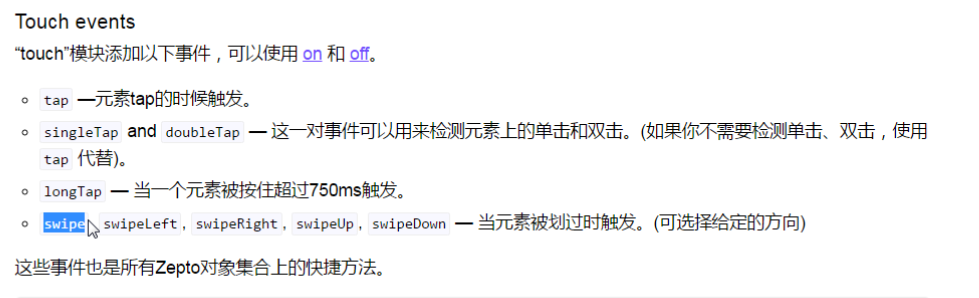 Touch events
“touch”模块添加以下事件，可以使用 on 和 off。
tap —元素tap的时候触发。
singleTap and doubleTap — 这一对事件可以用来检测元素上的单击和双击。(如果你不需要检测单击、双击，使用
tap 代替)。
longTap — 当一个元素被按住超过750ms触发。
swipe, swipeLeft, swipeRight, swipeUp, swipeDown — 当元素被划过时触发。(可选择给定的方向)
这些事件也是所有Zepto对象集合上的快捷方法。